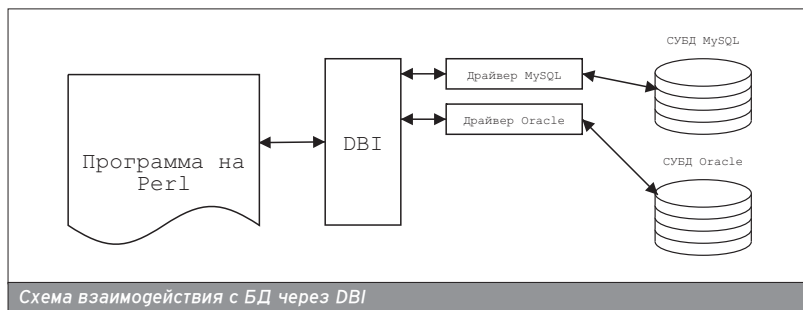 СУБД MySQL
Драйвер MySQL
Драйвер Oracle
DBI
Программа на
Perl
СУБД Oracle
Схема взаимодействия с БД через DBI